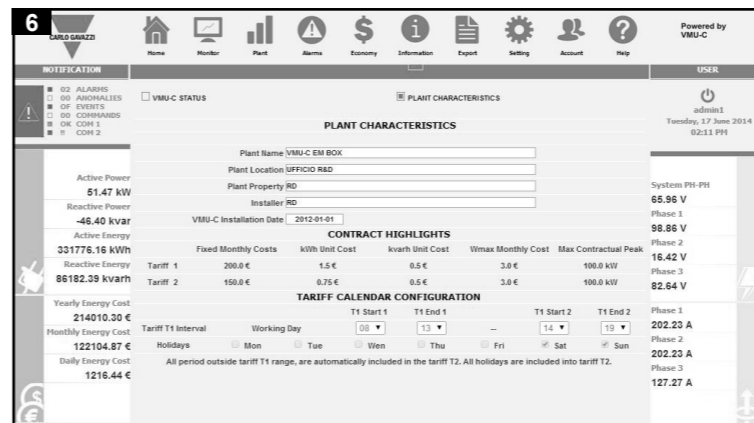 6
CARLO GAVAZZI
Home Monitor Plant Alarms Economy Information Export Setting Account Help
Powered by
VMU-C
NOTIFICATION
USER
02 ALARMS
00 ANOMALIES
OF EVENTS
00 COMMANDS
OK COM 1
!! COM 2
VMU-C STATUS
PLANT CHARACTERISTICS
admin1
Tuesday, 17 June 2014
02:11 PM
PLANT CHARACTERISTICS
Plant Name VMU-C EM BOX
Plant Location UFFICIO R&D
Plant Property RD
Installer RD
VMU-C Installation Date 2012-01-01
Active Power
51.47 kW
Reactive Power
-46.40 kvar
Active Energy
331776.16 kWh
Reactive Energy
86182.39 kvarh
Yearly Energy Cost
214010.30 €
Monthly Energy Cost
122104.87 €
Daily Energy Cost
1216.44 €
CONTRACT HIGHLIGHTS
Fixed Monthly Costs kWh Unit Cost kvarh Unit Cost Wmax Monthly Cost Max Contractual Peak
Tariff 1 200.0 € 1.5 € 0.5 € 3.0 € 100.0 kW
Tariff 2 150.0 € 0.75 € 0.5 € 3.0 € 100.0 kW
TARIFF CALENDAR CONFIGURATION
T1 Start 1 T1 End 1 T1 Start 2 T1 End 2
Tariff T1 Interval Working Day 08 13 -- 14 19
Holidays Mon Tue Wen Thu Fri Sat Sun
All period outside tariff T1 range, are automatically included in the tariff T2. All holidays are included into tariff T2.
System PH-PH
65.96 V
Phase 1
98.86 V
Phase 2
16.42 V
Phase 3
82.64 V
Phase 1
202.23 A
Phase 2
202.23 A
Phase 3
127.27 A